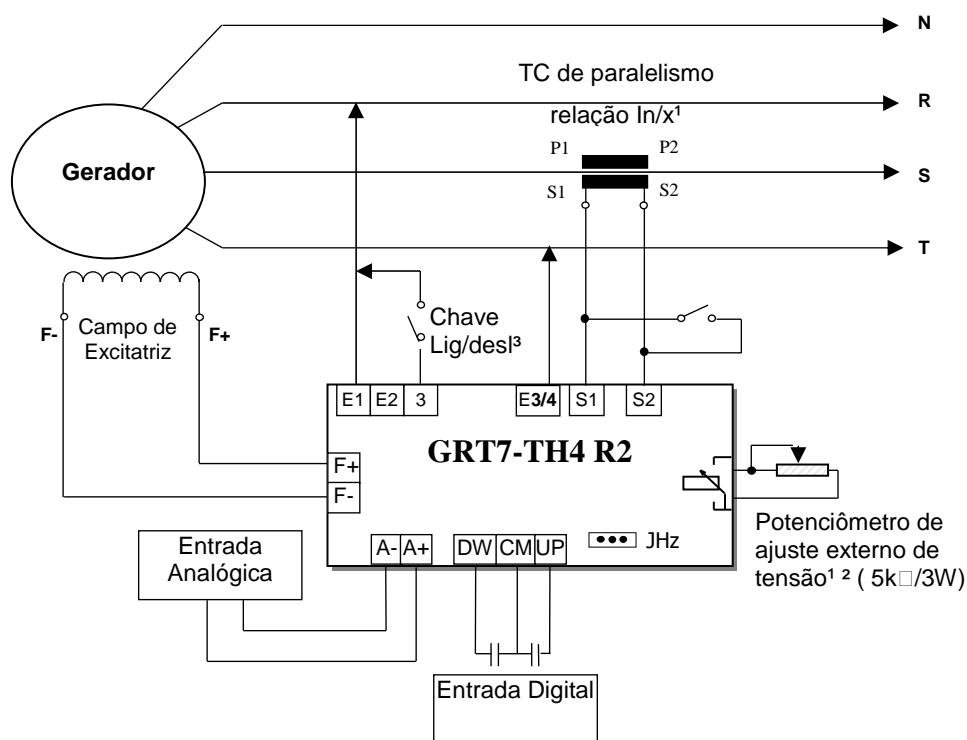 N
TC de paralelismo
R
relação In/x¹
P1
P2
Gerador
S
S1
S2
T
F-
Campo de
Excitatriz
F+
Chave
Lig/desl³
E1
E2
3
E3/4
S1
S2
GRT7-TH4 R2
F+
F-
Entrada
Analógica
A-
A+
DW
CM
UP
JHz
Potenciômetro de
ajuste externo de
tensão¹ ² ( 5k□/3W)
Entrada Digital